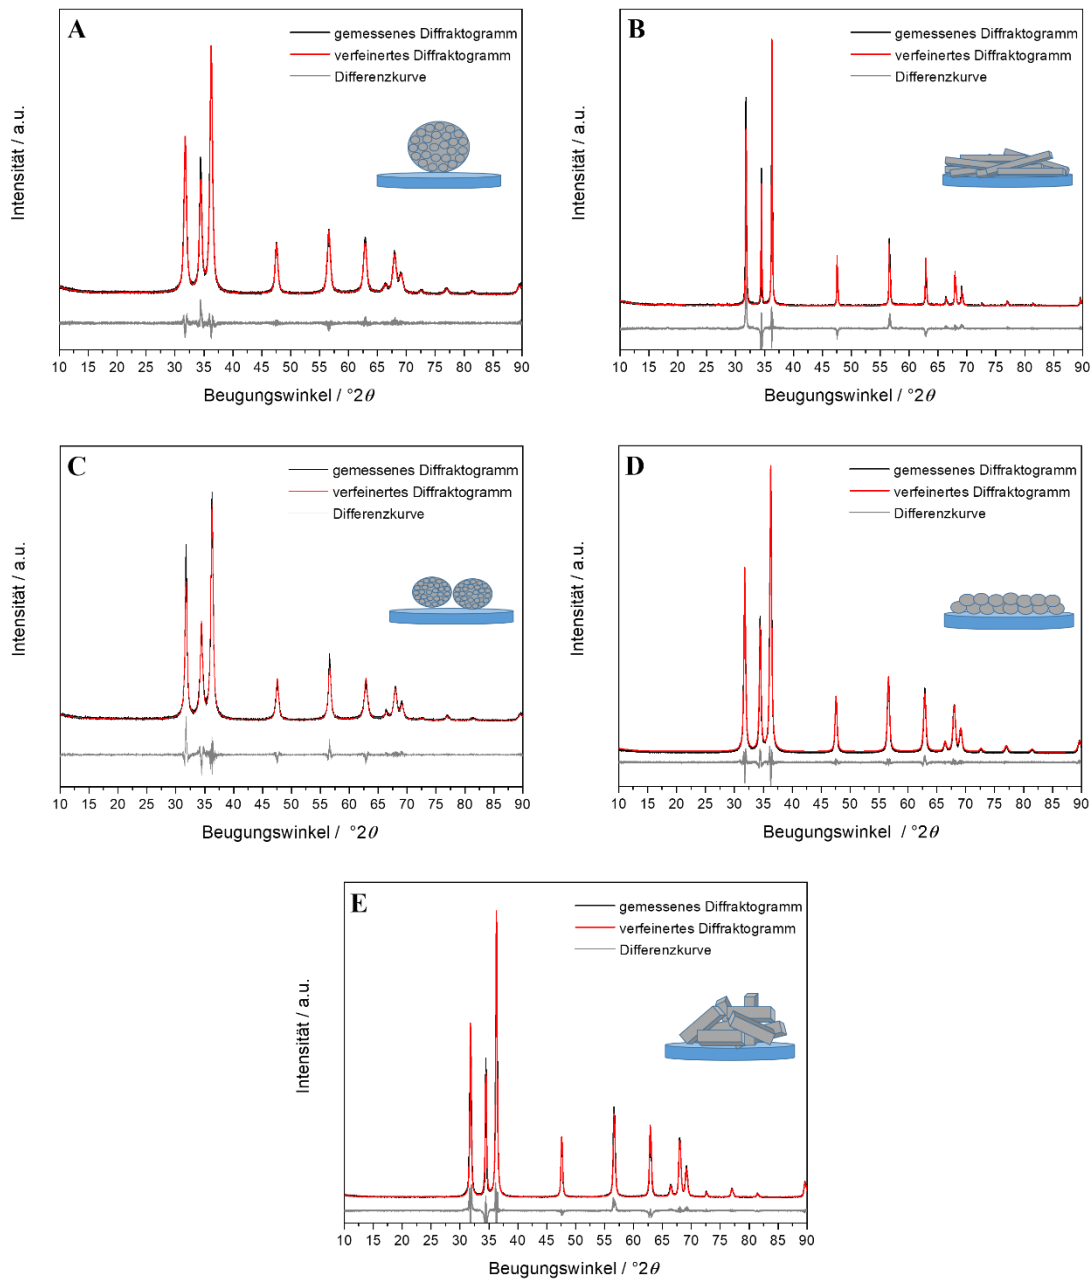 A
gemessenes Diffraktogramm
verfeinertes Diffraktogramm
Differenzkurve
Intensität / a.u.
10 15 20 25 30 35 40 45 50 55 60 65 70 75 80 85 90
Beugungswinkel / °2θ
B
gemessenes Diffraktogramm
verfeinertes Diffraktogramm
Differenzkurve
Intensität / a.u.
10 15 20 25 30 35 40 45 50 55 60 65 70 75 80 85 90
Beugungswinkel / °2θ
C
gemessenes Diffraktogramm
verfeinertes Diffraktogramm
Differenzkurve
Intensität / a.u.
10 15 20 25 30 35 40 45 50 55 60 65 70 75 80 85 90
Beugungswinkel / °2θ
D
gemessenes Diffraktogramm
verfeinertes Diffraktogramm
Differenzkurve
Intensität / a.u.
10 15 20 25 30 35 40 45 50 55 60 65 70 75 80 85 90
Beugungswinkel / °2θ
E
gemessenes Diffraktogramm
verfeinertes Diffraktogramm
Differenzkurve
Intensität / a.u.
10 15 20 25 30 35 40 45 50 55 60 65 70 75 80 85 90
Beugungswinkel / °2θ